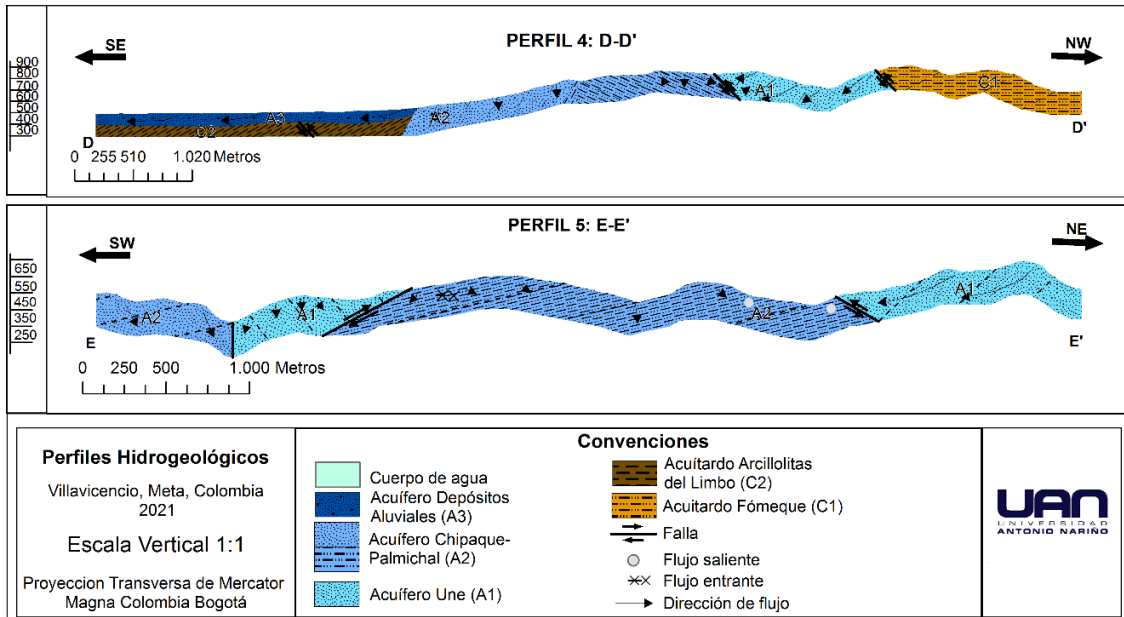 PERFIL 4: D-D'
SE
NW
900
800
700
600
500
400
300
A1
C1
A3
A2
C2
D
D'
0 255 510 1.020 Metros
PERFIL 5: E-E'
SW
NE
650
550
450
350
250
A2
A1
A2
A1
E
E'
0 250 500 1.000 Metros
Perfiles Hidrogeológicos
Villavicencio, Meta, Colombia
2021
Escala Vertical 1:1
Proyeccion Transversa de Mercator
Magna Colombia Bogotá
Convenciones
Cuerpo de agua
Acuífero Depósitos
Aluviales (A3)
Acuífero Chipaque-
Palmichal (A2)
Acuífero Une (A1)
Acuítardo Arcillolitas
del Limbo (C2)
Acuitardo Fómeque (C1)
Falla
Flujo saliente
Flujo entrante
Dirección de flujo
UAN
UNIVERSIDAD
ANTONIO NARIÑO